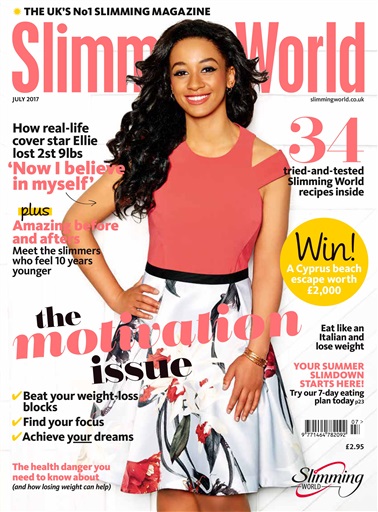 THE UK'S No1 SLIMMING MAGAZINE
Slimming World
JULY 2017
slimmingworld.co.uk
How real-life
cover star Ellie
lost 2st 9lbs
'Now I believe
in myself'
plus
Amazing before
and afters
Meet the slimmers
who feel 10 years
younger
34
tried-and-tested
Slimming World
recipes inside
Win!
A Cyprus beach
escape worth
£2,000
the
motivation
issue
Beat your weight-loss
blocks
Find your focus
Achieve your dreams
The health danger you
need to know about
(and how losing weight can help)
Eat like an
Italian and
lose weight
YOUR SUMMER
SLIMDOWN
STARTS HERE!
Try our 7-day eating
plan today p23
07
9 771464 782092
£2.95
Slimming
WORLD